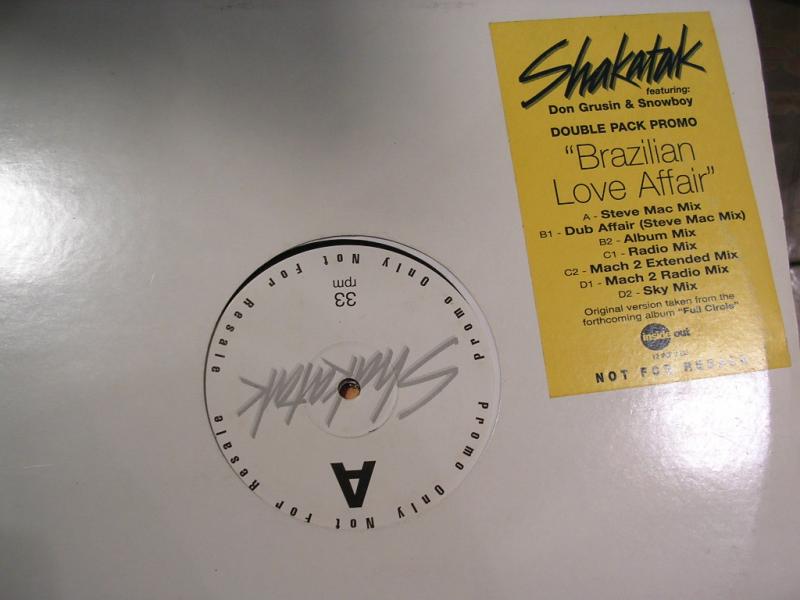 Shakatak
featuring:
Don Grusin & Snowboy
DOUBLE PACK PROMO
"Brazilian
Love Affair"
A - Steve Mac Mix
B1 - Dub Affair (Steve Mac Mix)
B2 - Album Mix
C1 - Radio Mix
C2 - Mach 2 Extended Mix
D1 - Mach 2 Radio Mix
D2 - Sky Mix
Original version taken from the
forthcoming album "Full Circle"
inside out
NOT FOR RESALE
Promo Only Not For Resale
33
rpm
Shakatak
A
Promo Only Not For Resale